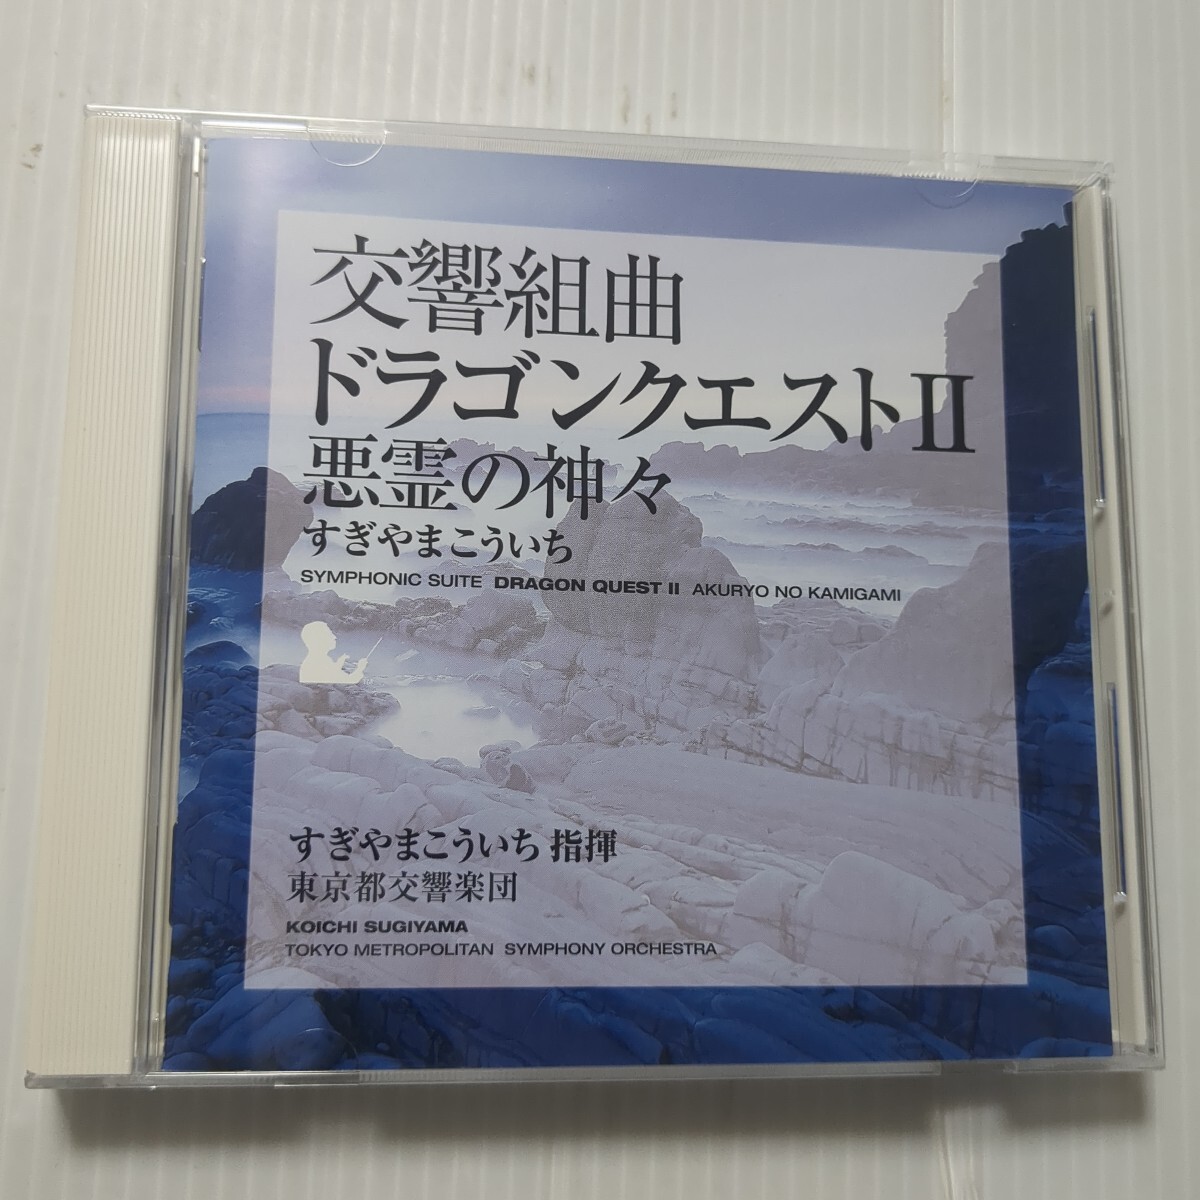 交響組曲
ドラゴンクエストII
悪霊の神々
すぎやまこういち
SYMPHONIC SUITE DRAGON QUEST II AKURYO NO KAMIGAMI
すぎやまこういち 指揮
東京都交響楽団
KOICHI SUGIYAMA
TOKYO METROPOLITAN SYMPHONY ORCHESTRA